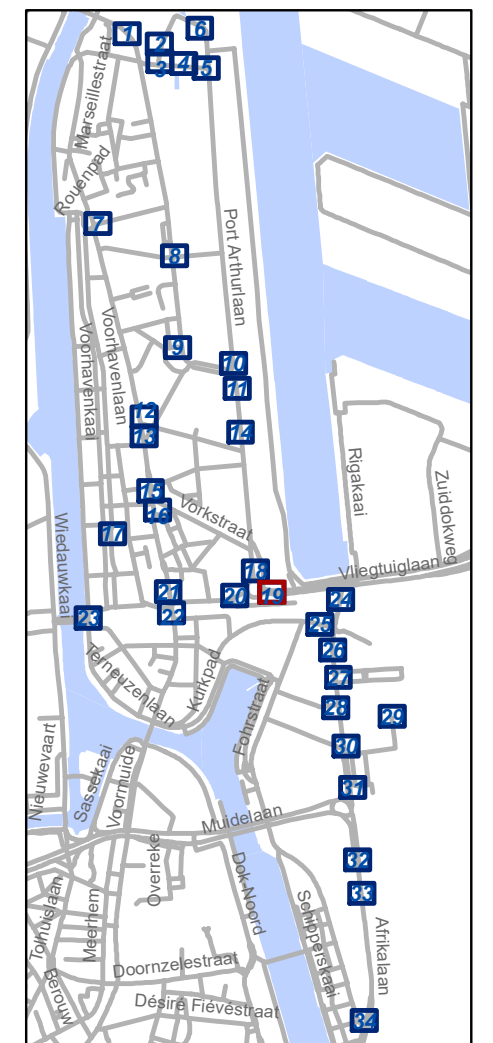 1
2
3
4
5
6
Marseillestraat
Rouenpad
7
8
Port Arthurlaan
Voorhavenlaan
Voorhavenkaai
9
10
11
12
13
14
15
16
Vorkstraat
17
Rigakaai
Zuiddokweg
Wiedauwkaai
Vliegtuiglaan
18
19
20
21
22
23
24
25
26
27
28
29
30
31
Terneuzenlaan
Kurkpad
Fohrstraat
Nieuwevaart
Sassekaai
Voormuide
Muidelaan
Overreke
Dok-Noord
32
33
Tolhuislaan
Meerhem
Schipperskaai
Afrikalaan
Berouw
Doornzelestraat
Désiré Fiévéstraat
34